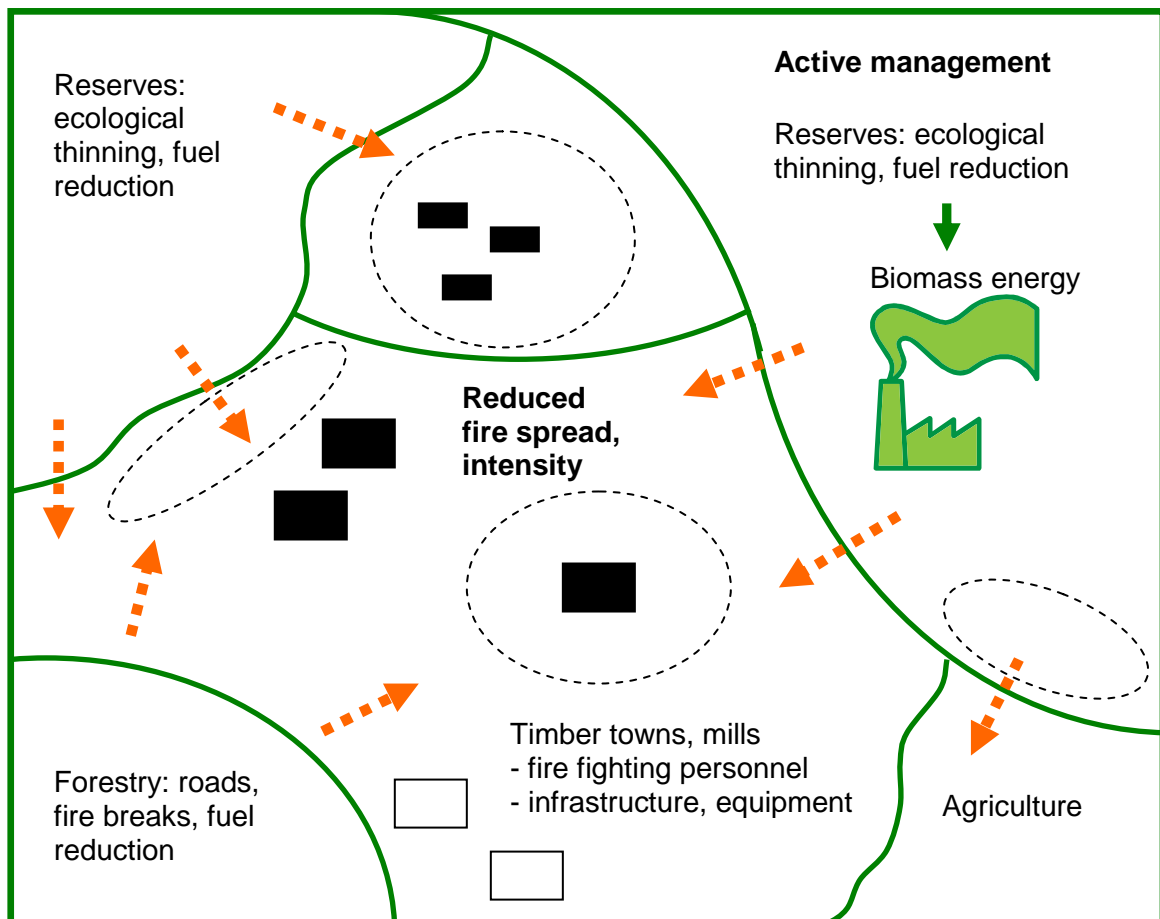 Reserves:
ecological
thinning, fuel
reduction
Active management
Reserves: ecological
thinning, fuel reduction
Biomass energy
Reduced
fire spread,
intensity
Timber towns, mills
- fire fighting personnel
- infrastructure, equipment
Forestry: roads,
fire breaks, fuel
reduction
Agriculture